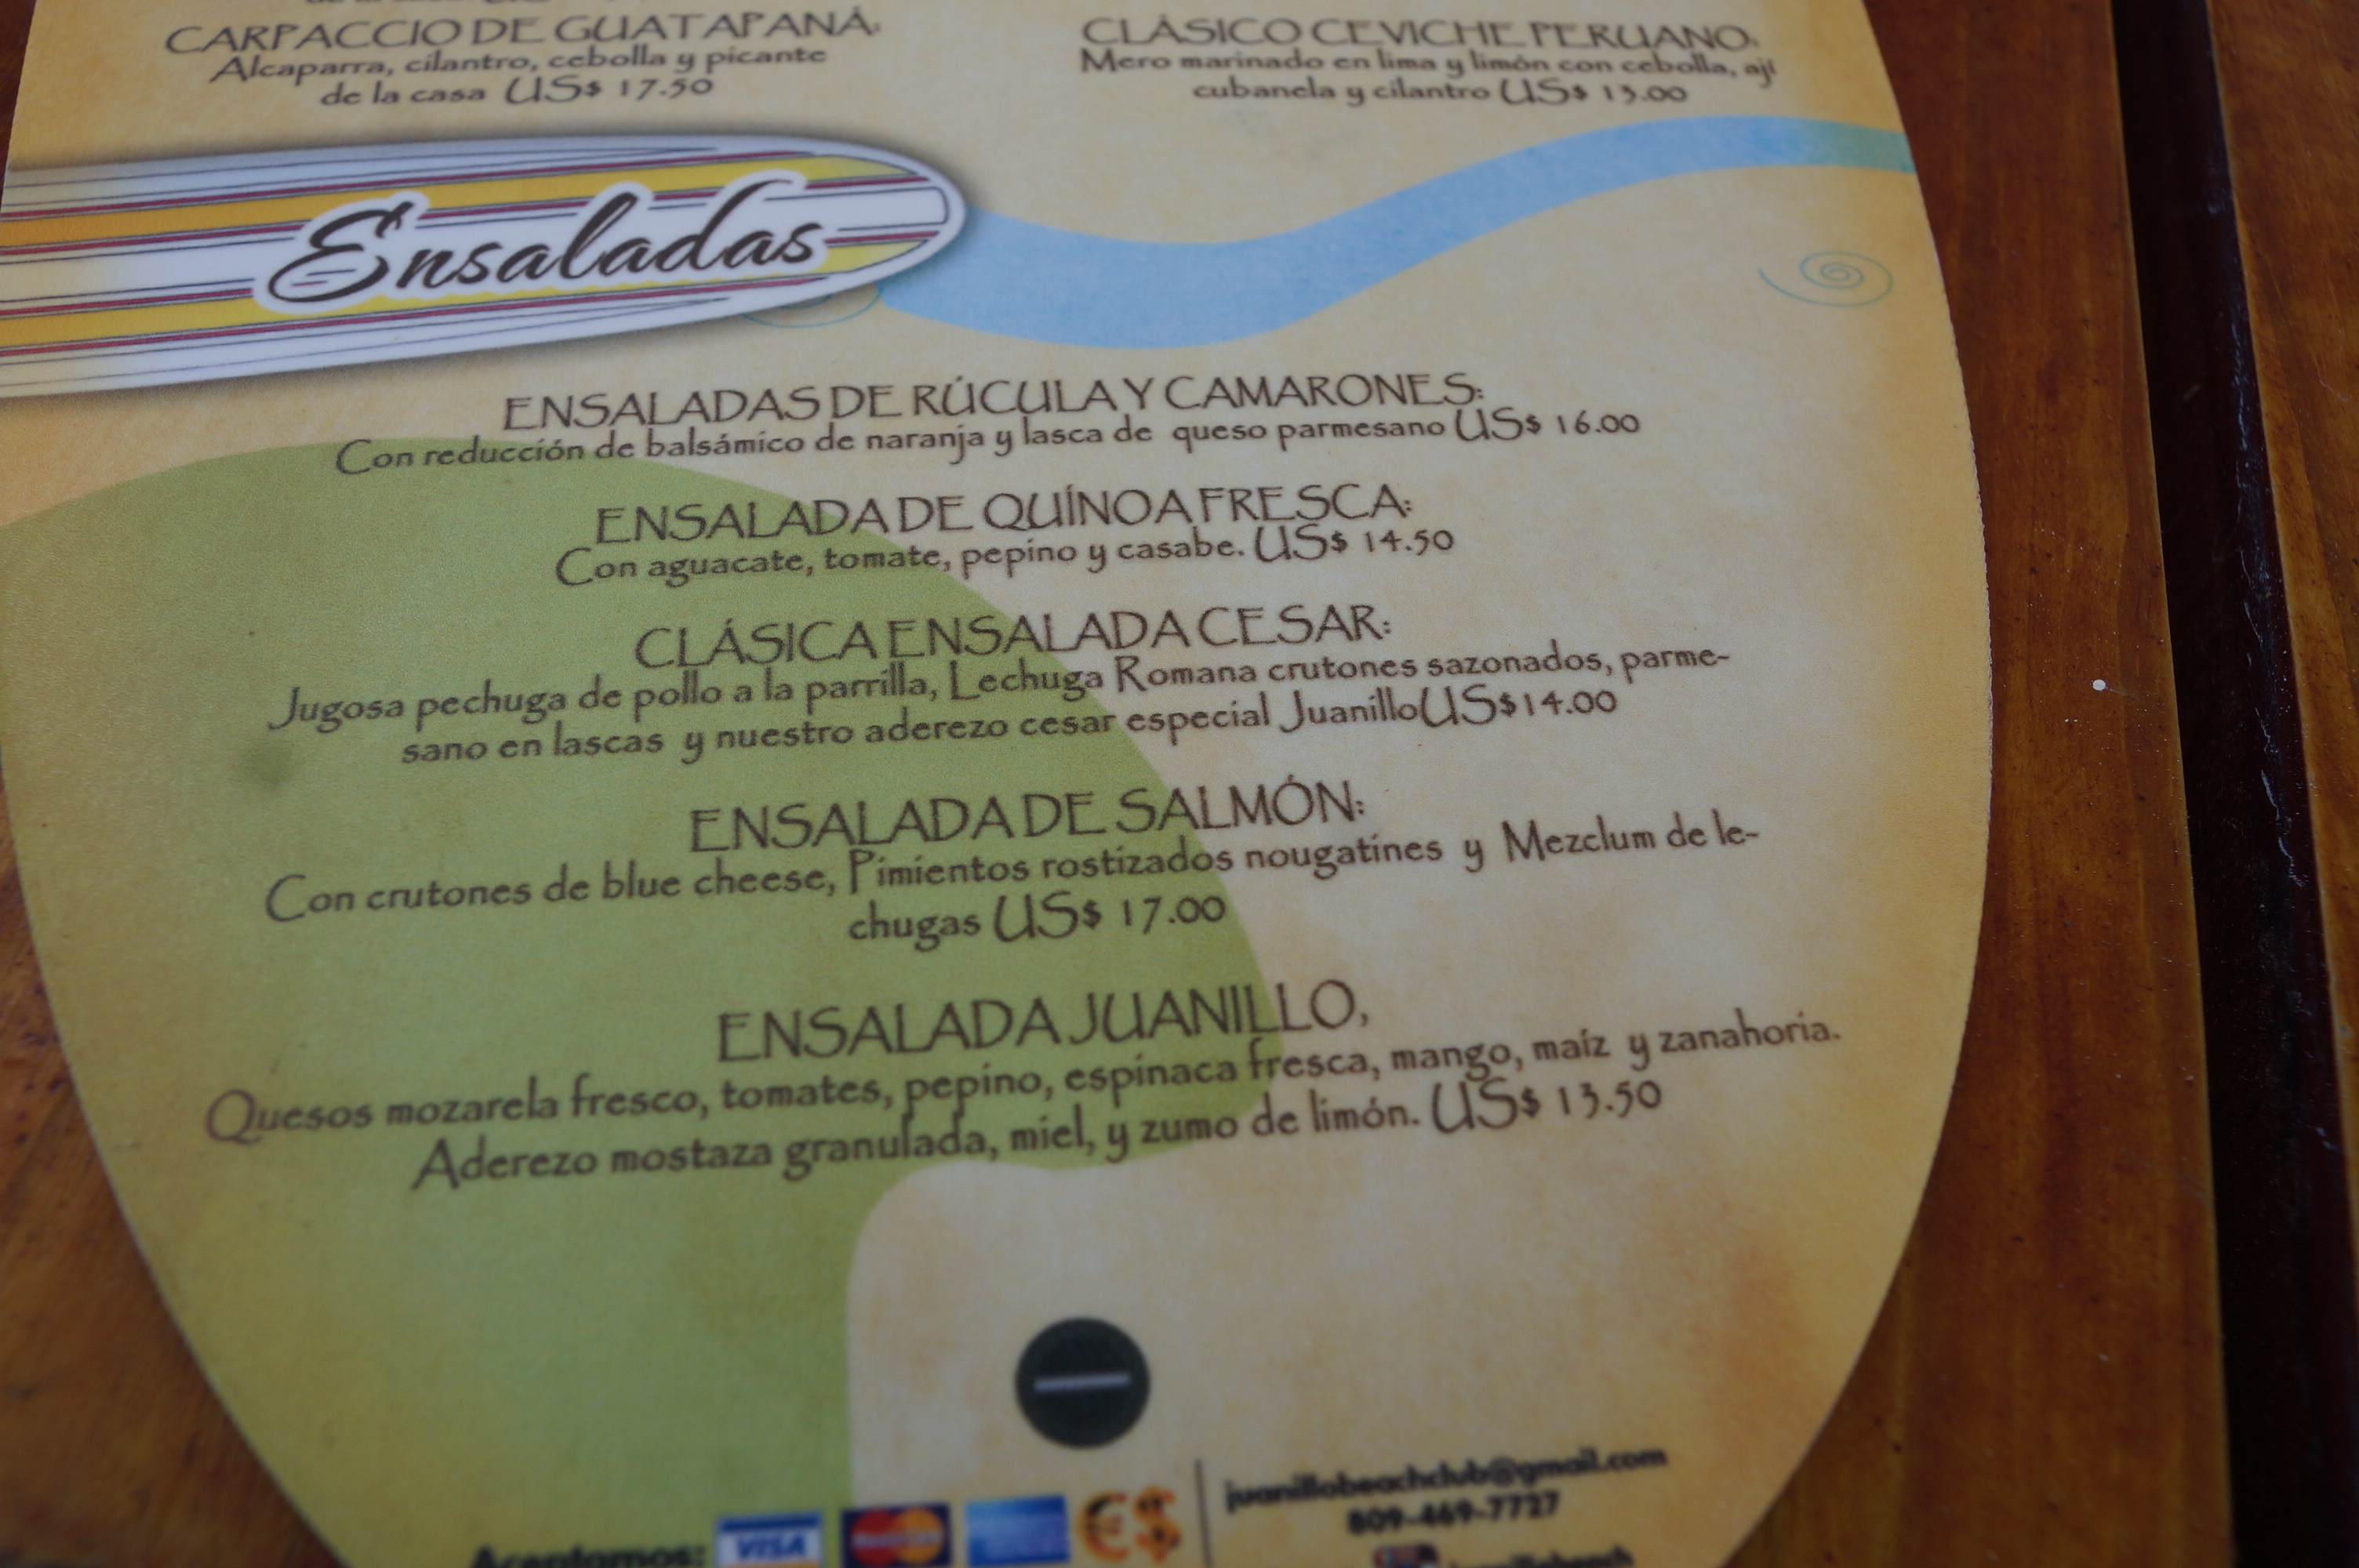 CARPACCIO DE GUATAPANÁ:
Alcaparra, cilantro, cebolla y picante
de la casa US$ 17.50
CLÁSICO CEVICHE PERUANO:
Mero marinado en lima y limón con cebolla, ají
cubanela y cilantro US$ 13.00
Ensaladas
ENSALADAS DE RÚCULA Y CAMARONES:
Con reducción de balsámico de naranja y lasca de queso parmesano US$ 16.00
ENSALADA DE QUÍNOA FRESCA:
Con aguacate, tomate, pepino y casabe. US$ 14.50
CLÁSICA ENSALADA CESAR:
Jugosa pechuga de pollo a la parrilla, Lechuga Romana crutones sazonados, parme-
sano en lascas y nuestro aderezo cesar especial Juanillo US$14.00
ENSALADA DE SALMÓN:
Con crutones de blue cheese, Pimientos rostizados nougatines y Mezclum de le-
chugas US$ 17.00
ENSALADA JUANILLO,
Quesos mozarela fresco, tomates, pepino, espinaca fresca, mango, maíz y zanahoria.
Aderezo mostaza granulada, miel, y zumo de limón. US$ 13.50
Aceptamos: VISA MasterCard € $
juanillobeachclub@gmail.com
809-469-7727
juanillobeach